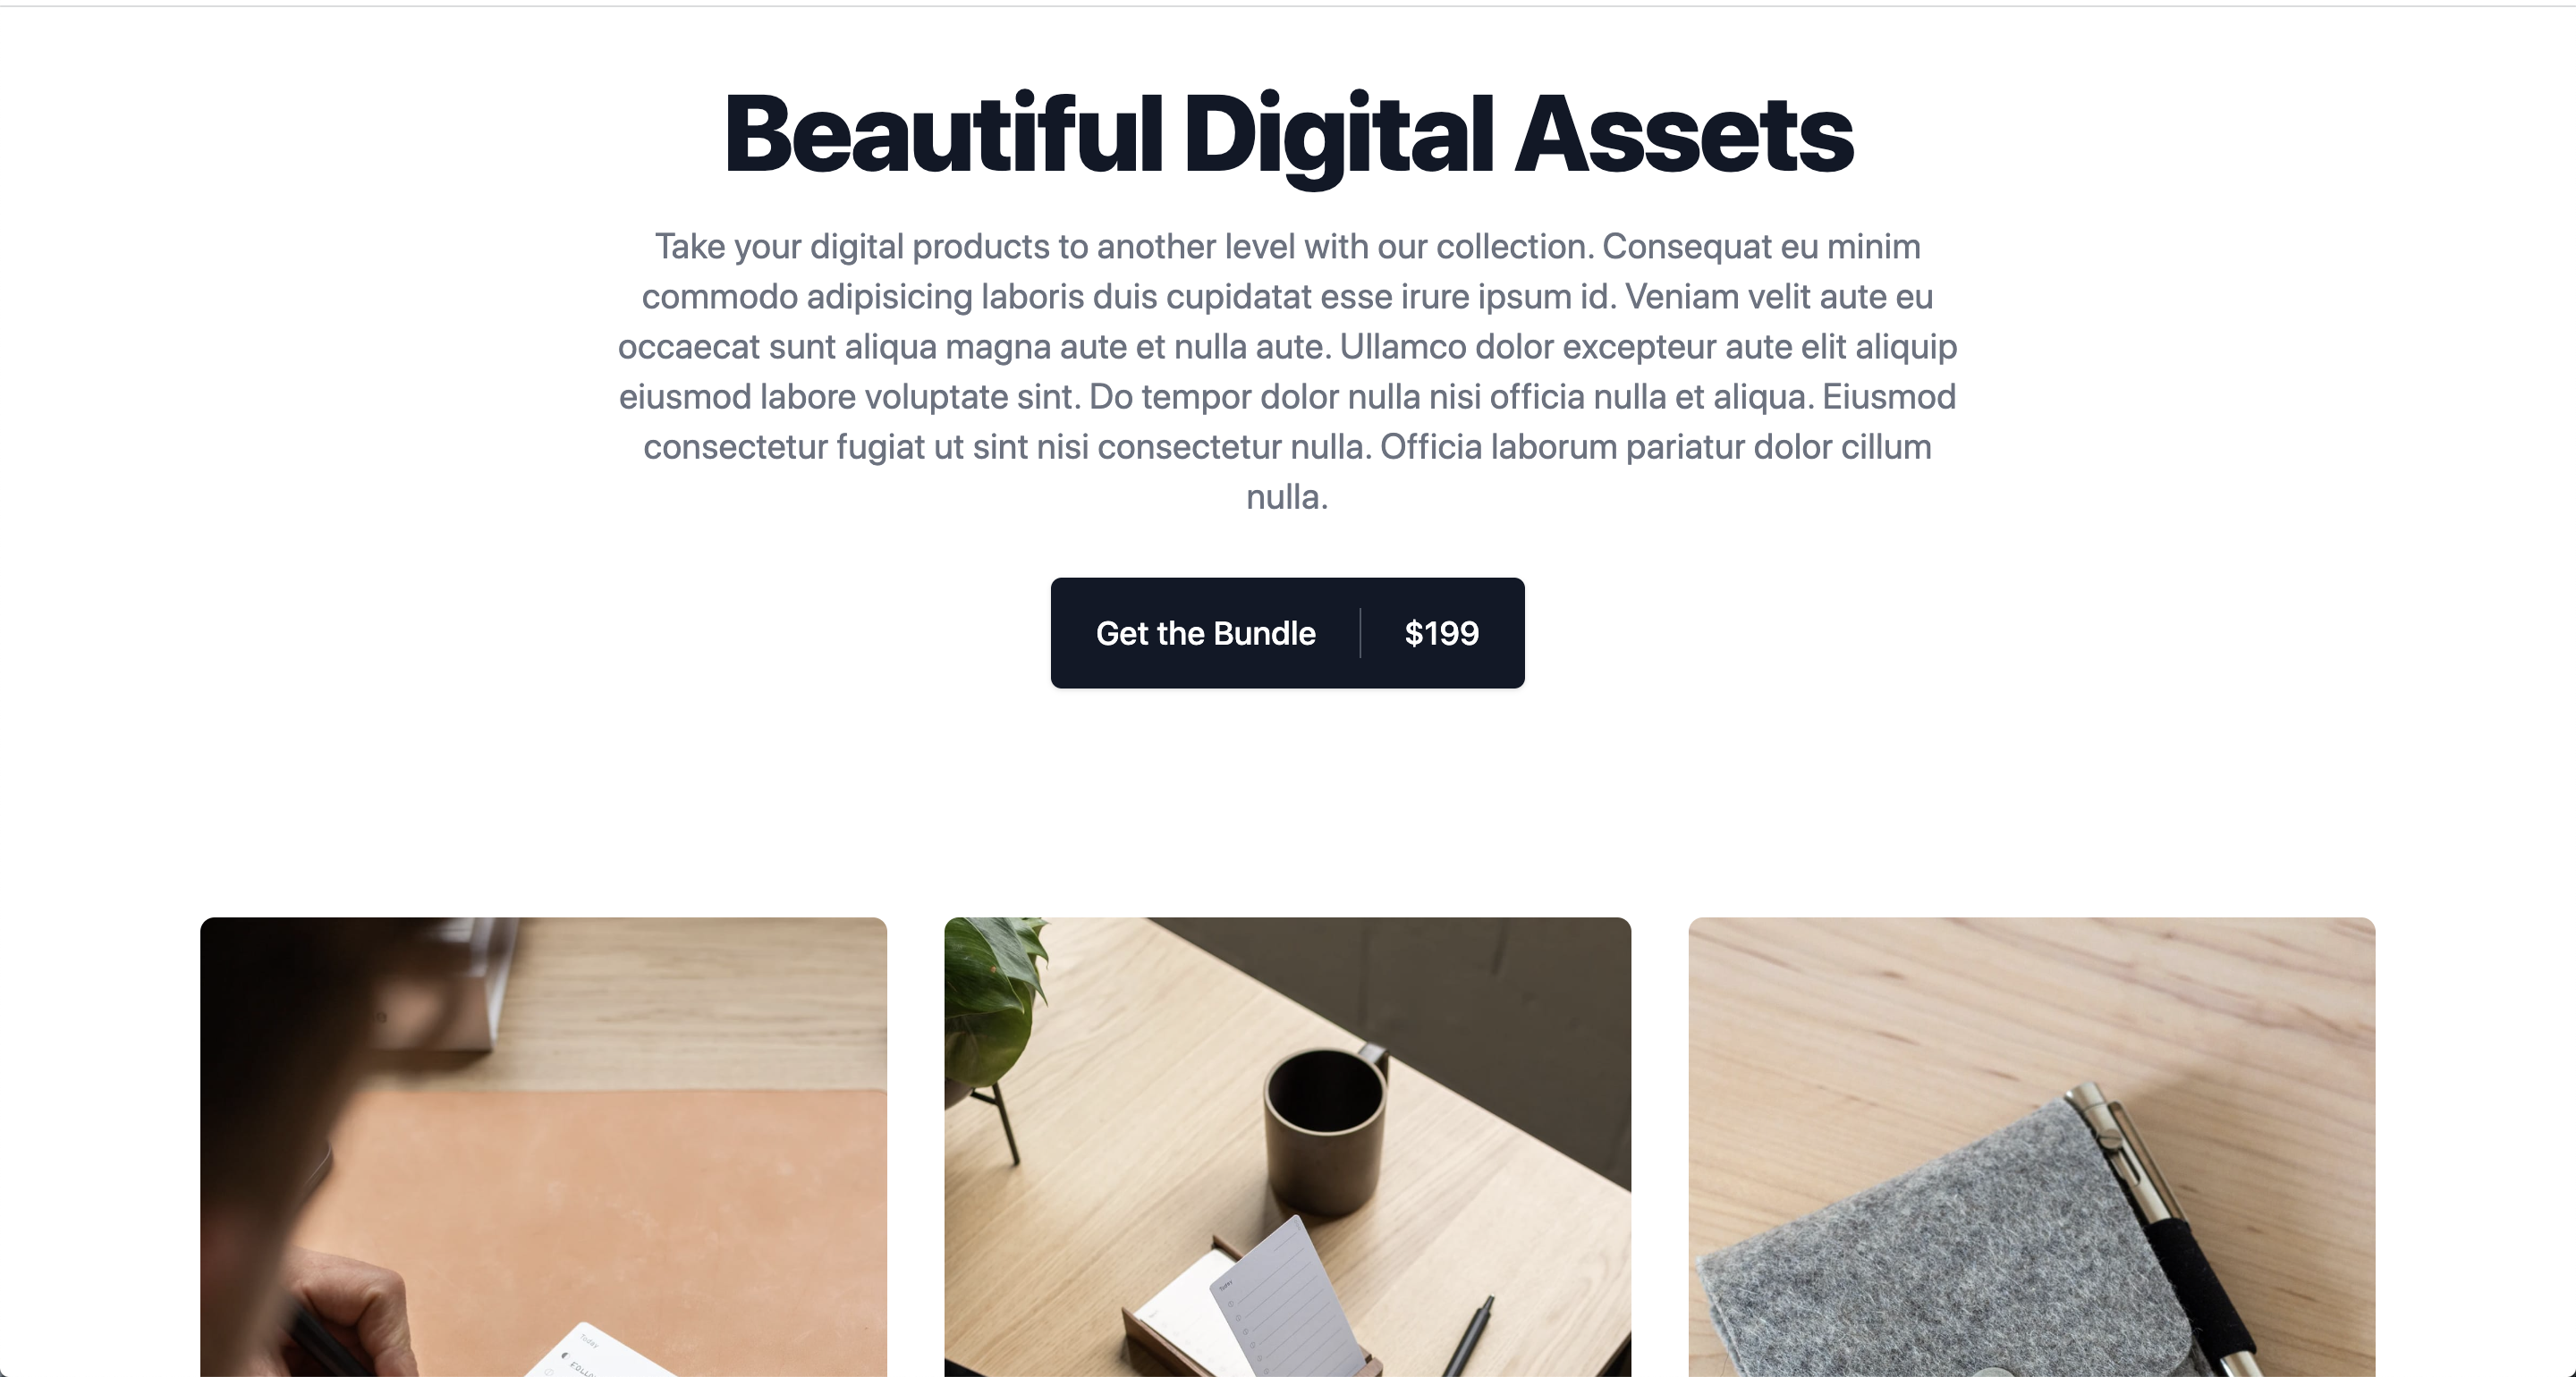 Beautiful Digital Assets
Take your digital products to another level with our collection. Consequat eu minim
commodo adipisicing laboris duis cupidatat esse irure ipsum id. Veniam velit aute eu
occaecat sunt aliqua magna aute et nulla aute. Ullamco dolor excepteur aute elit aliquip
eiusmod labore voluptate sint. Do tempor dolor nulla nisi officia nulla et aliqua. Eiusmod
consectetur fugiat ut sint nisi consectetur nulla. Officia laborum pariatur dolor cillum
nulla.
Get the Bundle
$199
Today
Today